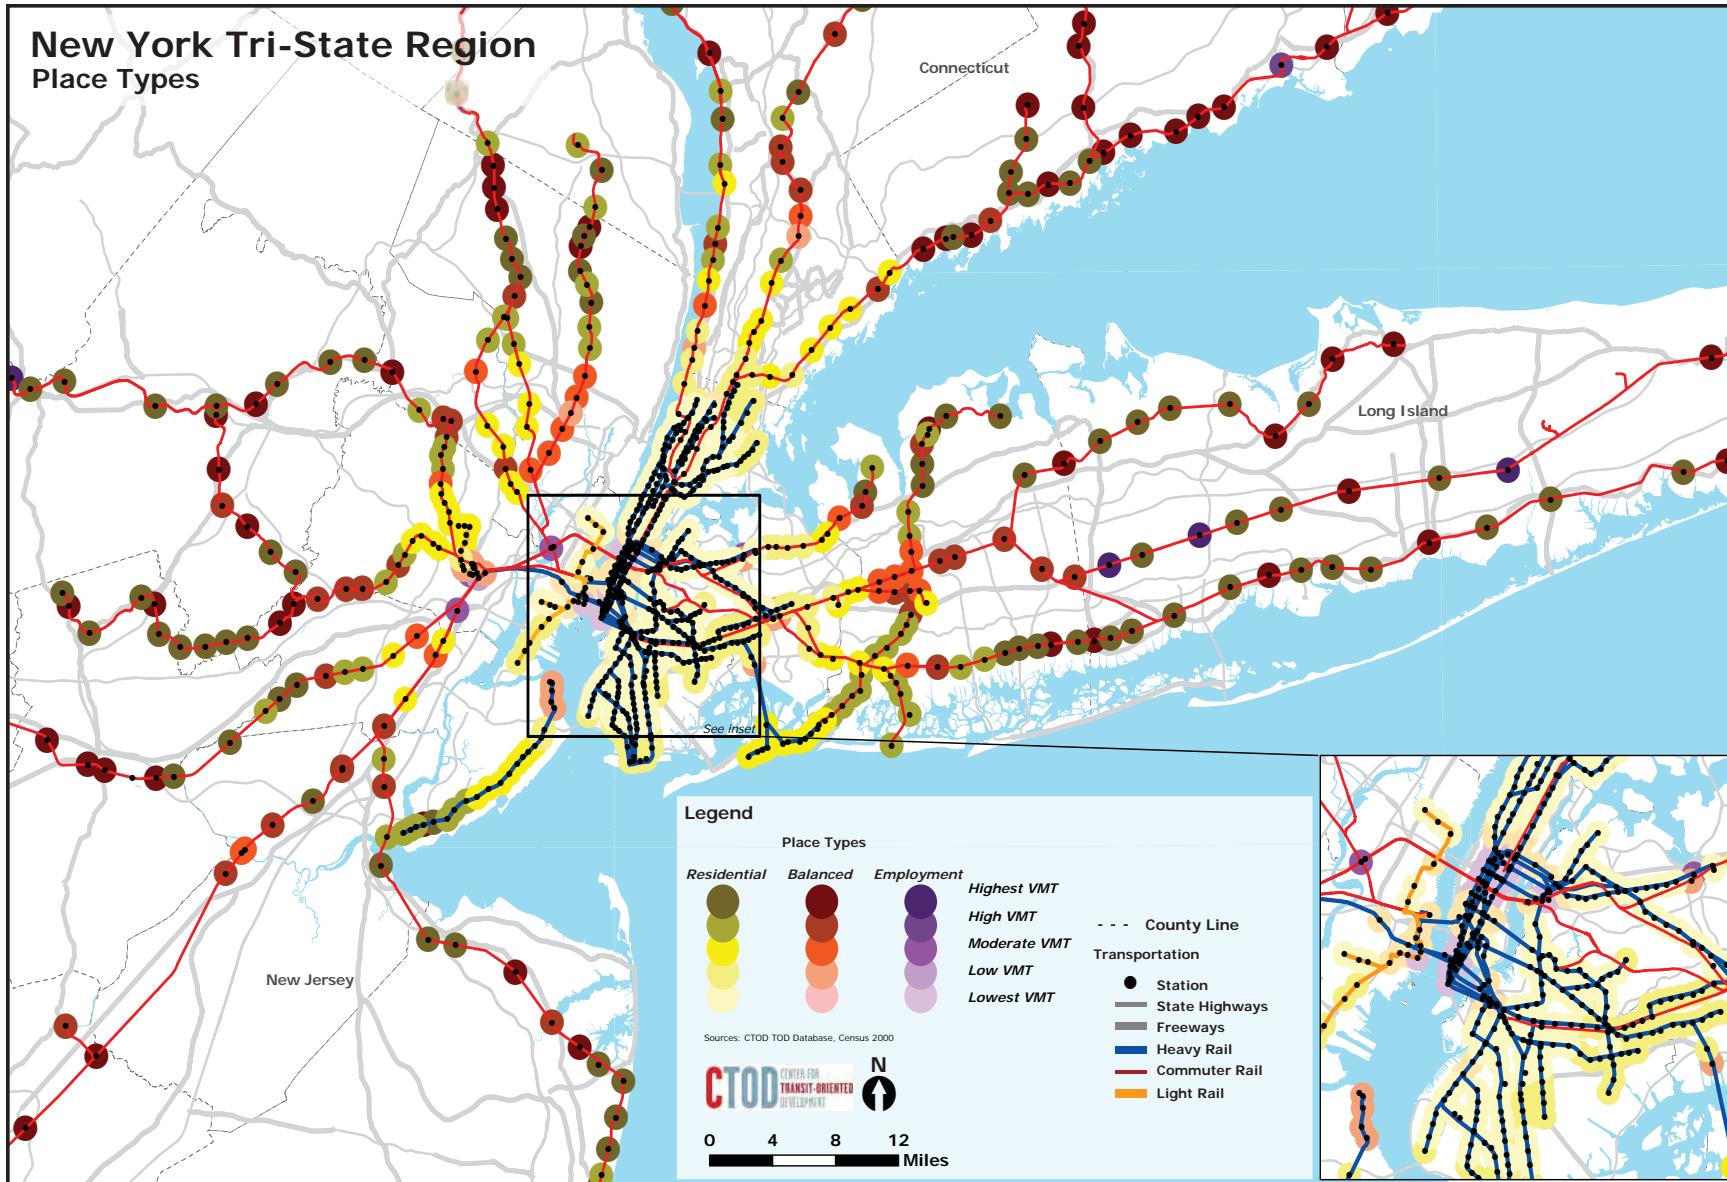 New York Tri-State Region
Place Types
Connecticut
Long Island
See inset
New Jersey
Legend
Place Types
Residential Balanced Employment
Highest VMT
High VMT
Moderate VMT
Low VMT
Lowest VMT
County Line
Transportation
Station
State Highways
Freeways
Heavy Rail
Commuter Rail
Light Rail
Sources: CTOD TOD Database, Census 2000
CTOD
CENTER FOR
TRANSIT-ORIENTED
DEVELOPMENT
N
0 4 8 12
Miles